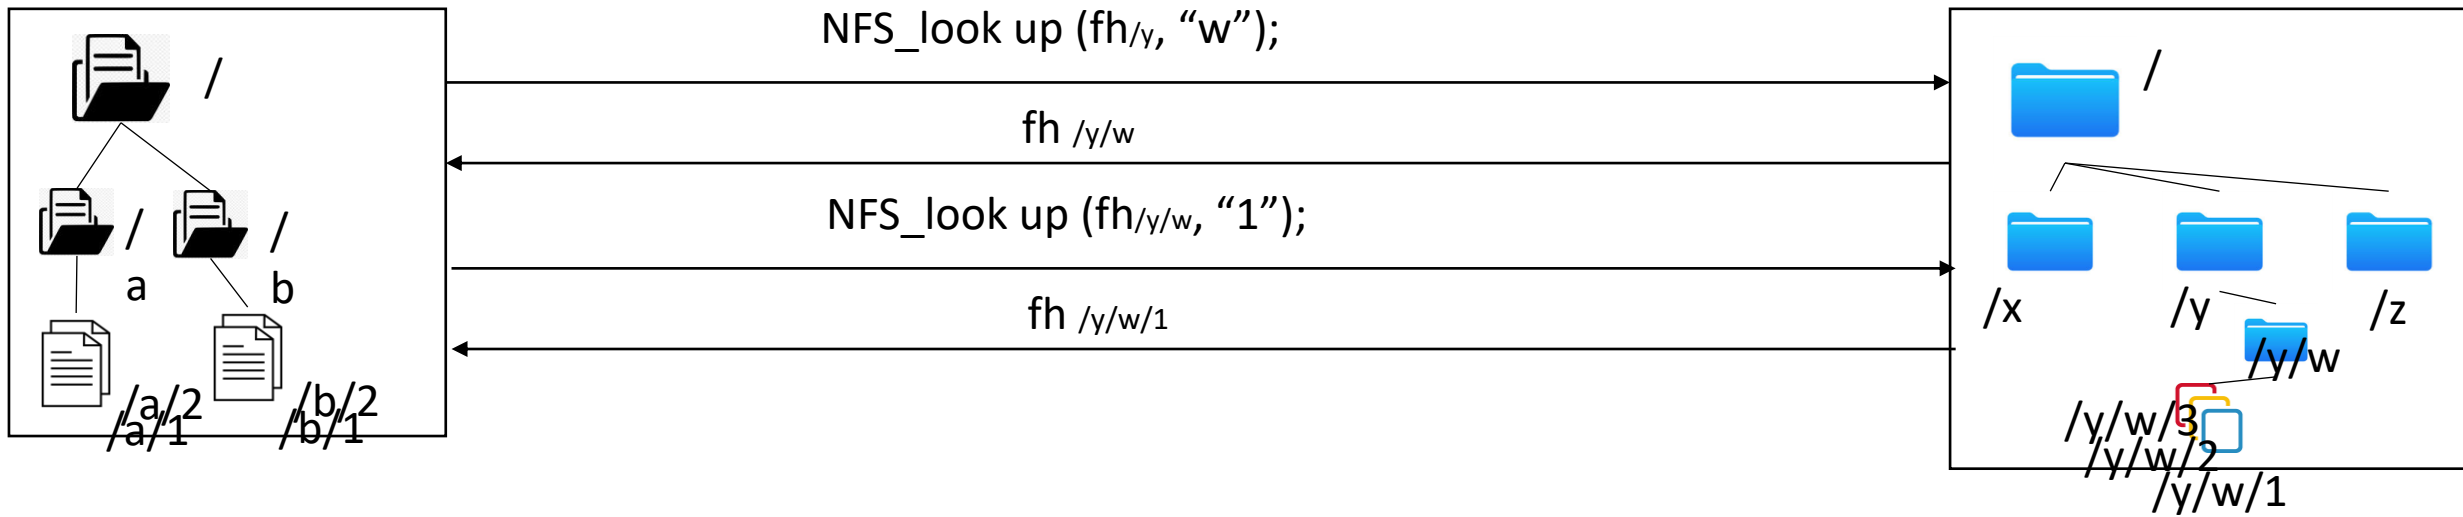 NFS_look up (fh/y, “w”);
fh /y/w
NFS_look up (fh/y/w, “1”);
fh /y/w/1
/
/
a
/
b
/a/2
/a/1
/b/2
/b/1
/
/x
/y
/z
/y/w
/y/w/3
/y/w/2
/y/w/1